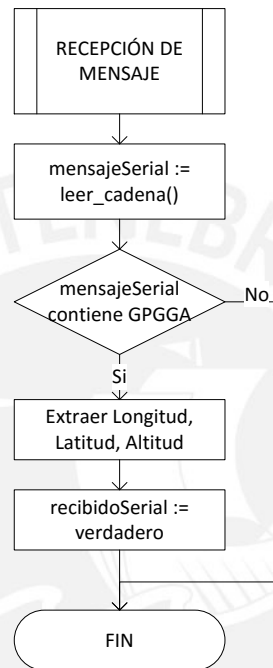 RECEPCIÓN DE
MENSAJE
mensajeSerial :=
leer_cadena()
mensajeSerial
contiene GPGGA
No
Si
Extraer Longitud,
Latitud, Altitud
recibidoSerial :=
verdadero
FIN